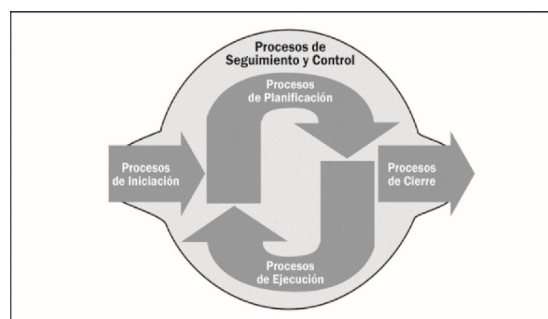 Procesos de
Seguimiento y Control
Procesos
de Planificación
Procesos
de Iniciación
Procesos
de Cierre
Procesos
de Ejecución